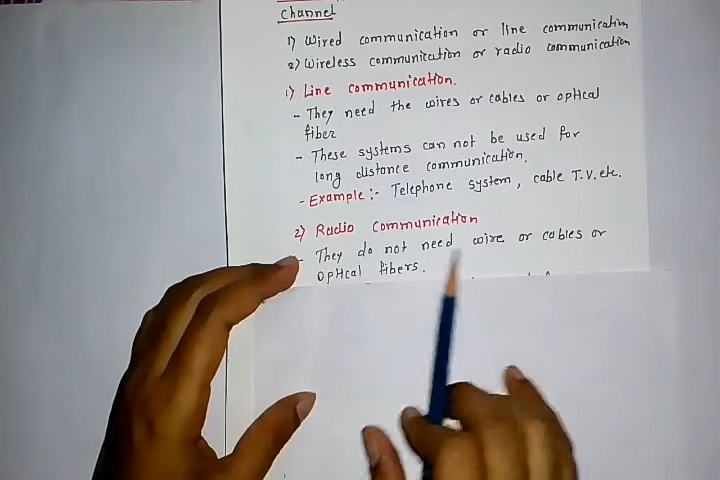 Channel
1) Wired communication or line communication
2) Wireless communication or radio communication
1) Line communication.
- They need the wires or cables or optical
fiber
- These systems can not be used for
long distance communication.
- Example :- Telephone system, cable T.V. etc.
2) Radio Communication
- They do not need wire or cables or
optical fibers.